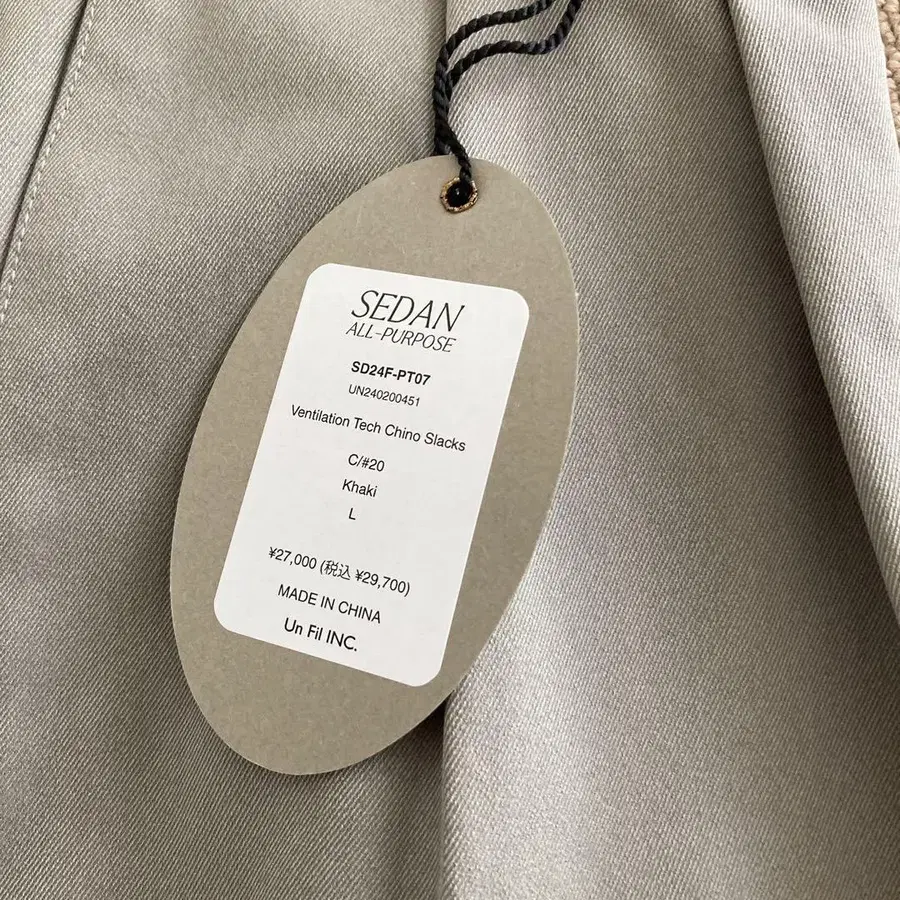 SEDAN
ALL-PURPOSE
SD24F-PT07
UN240200451
Ventilation Tech Chino Slacks
C/#20
Khaki
L
¥27,000 (税込 ¥29,700)
MADE IN CHINA
Un Fil INC.